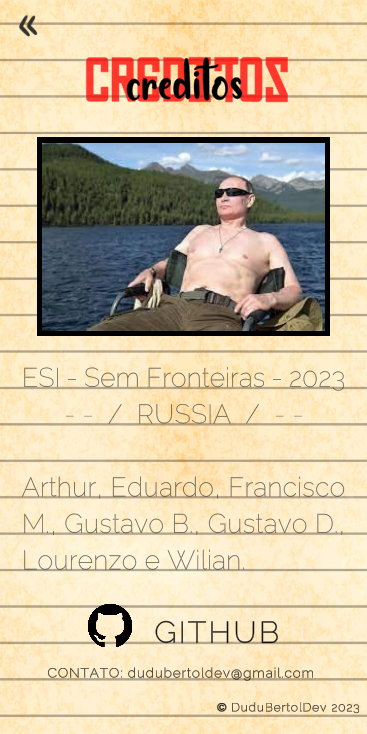 CREDITOS
creditos
ESI - Sem Fronteiras - 2023
- - / RUSSIA / - -
Arthur, Eduardo, Francisco
M., Gustavo B., Gustavo D.,
Lourenzo e Wilian.
GITHUB
CONTATO: dudubertoldev@gmail.com
© DuduBertolDev 2023